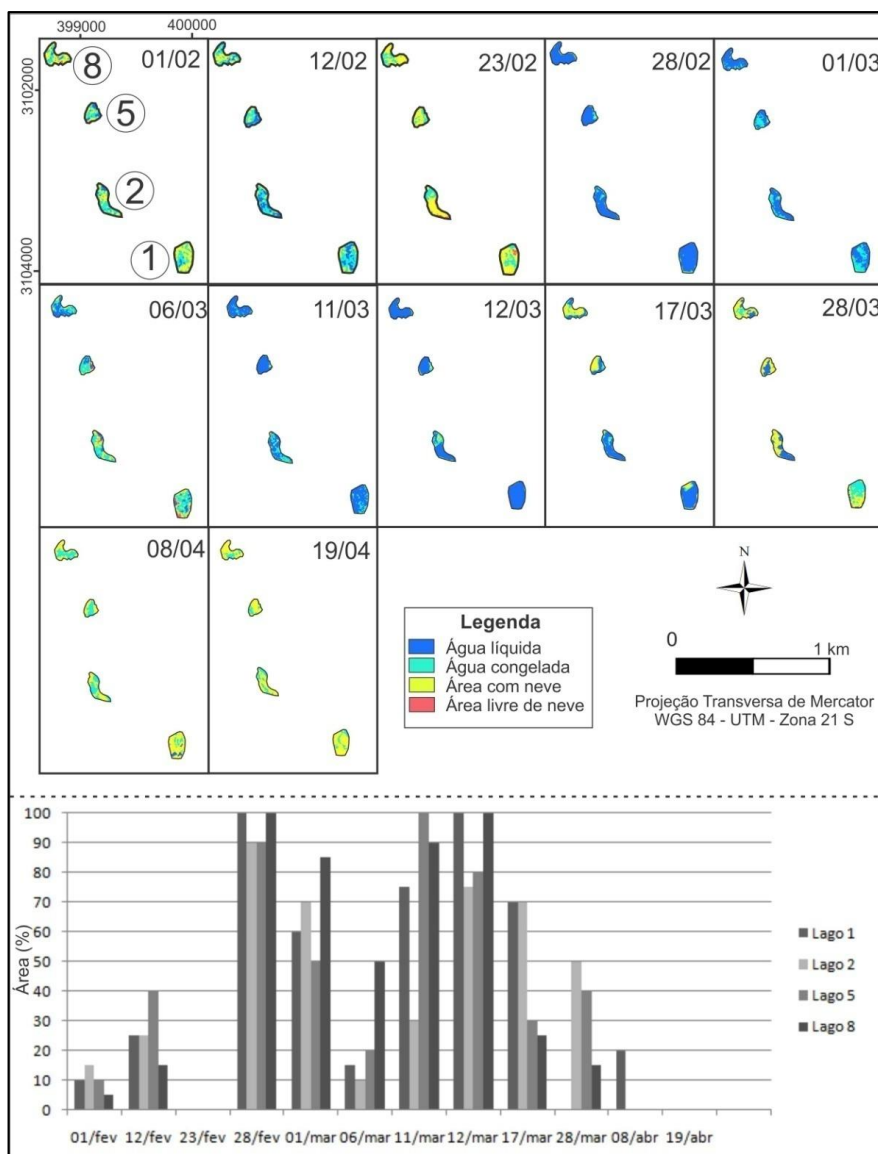 399000 400000
3102000
3104000
8
5
2
1
01/02
12/02
23/02
28/02
01/03
06/03
11/03
12/03
17/03
28/03
08/04
19/04
Legenda
Água líquida
Água congelada
Área com neve
Área livre de neve
N
0 1 km
Projeção Transversa de Mercator
WGS 84 - UTM - Zona 21 S
Área (%)
100
90
80
70
60
50
40
30
20
10
0
01/fev 12/fev 23/fev 28/fev 01/mar 06/mar 11/mar 12/mar 17/mar 28/mar 08/abr 19/abr
Lago 1
Lago 2
Lago 5
Lago 8